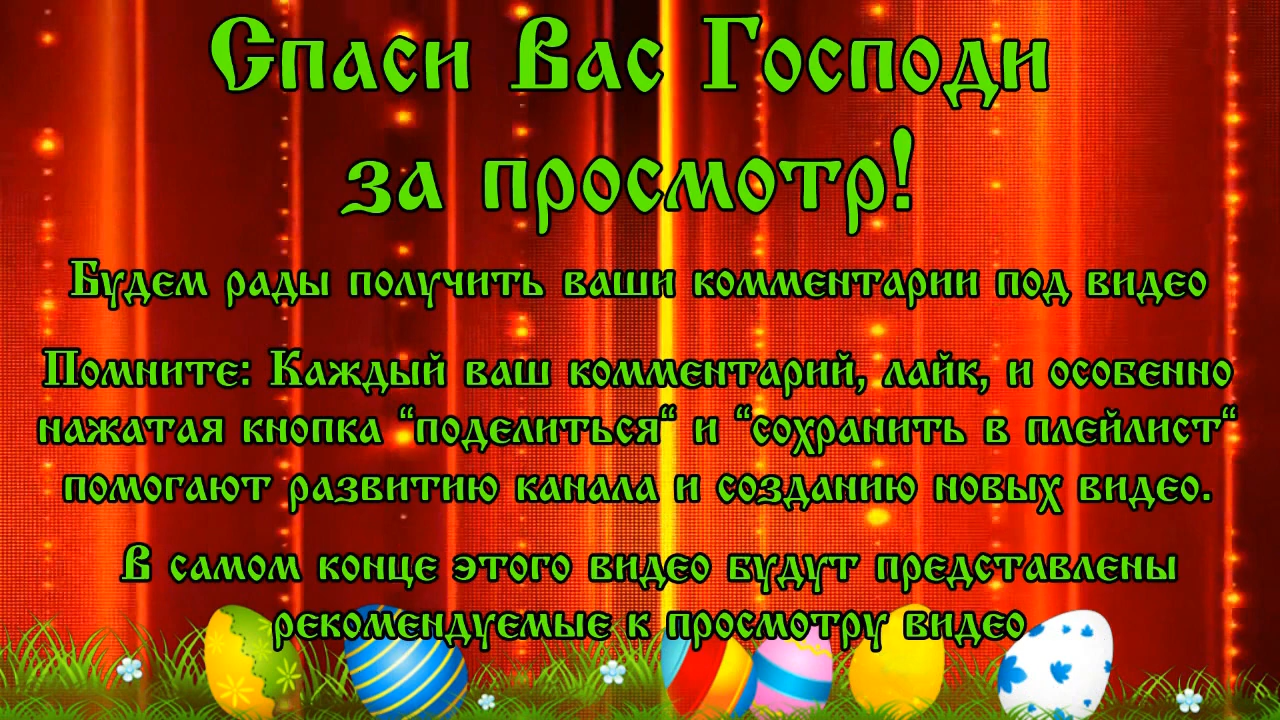 Спаси Вас Господи
за просмотр!
Будем рады получить ваши комментарии под видео
Помните: Каждый ваш комментарий, лайк, и особенно
нажатая кнопка “поделиться“ и “сохранить в плейлист“
помогают развитию канала и созданию новых видео.
В самом конце этого видео будут представлены
рекомендуемые к просмотру видео